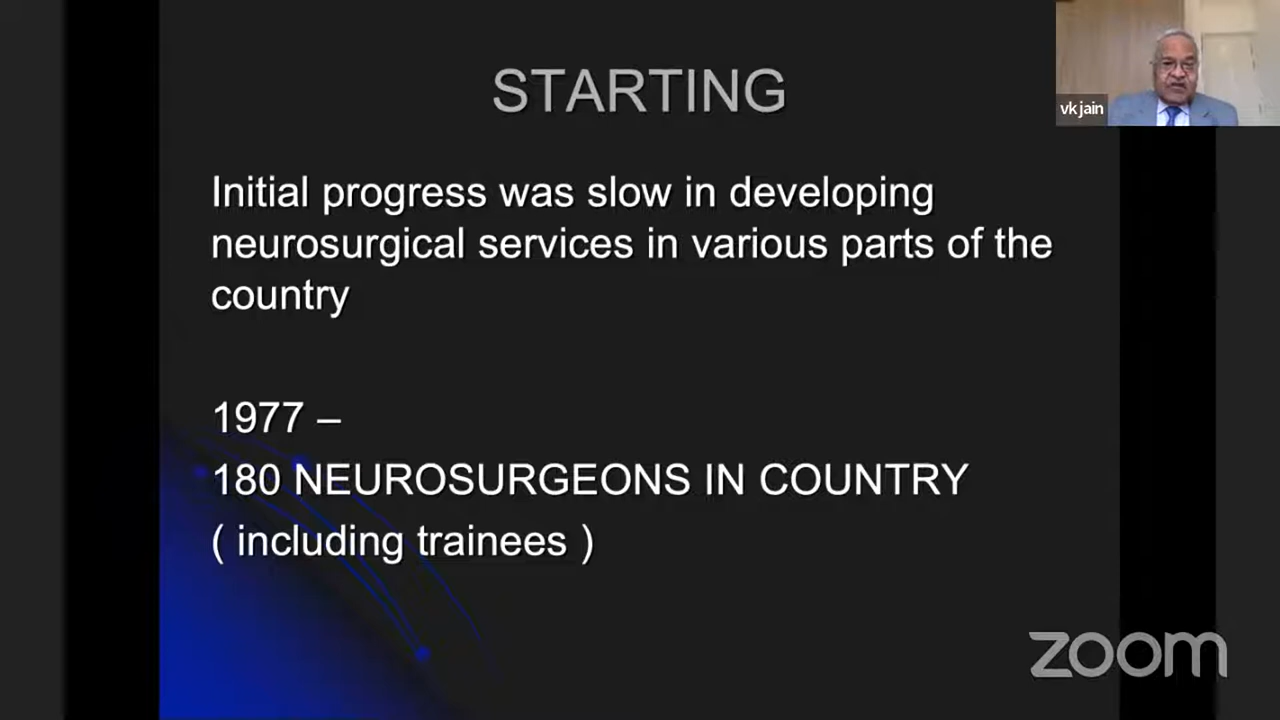 STARTING
vk jain
Initial progress was slow in developing
neurosurgical services in various parts of the
country
1977 –
180 NEUROSURGEONS IN COUNTRY
( including trainees )
zoom